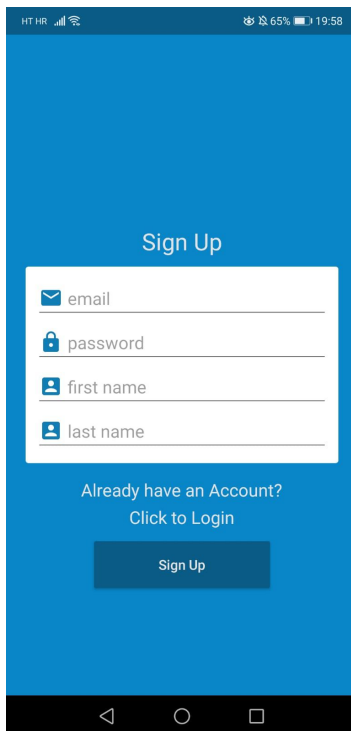 HT HR 65% 19:58
Sign Up
email
password
first name
last name
Already have an Account?
Click to Login
Sign Up